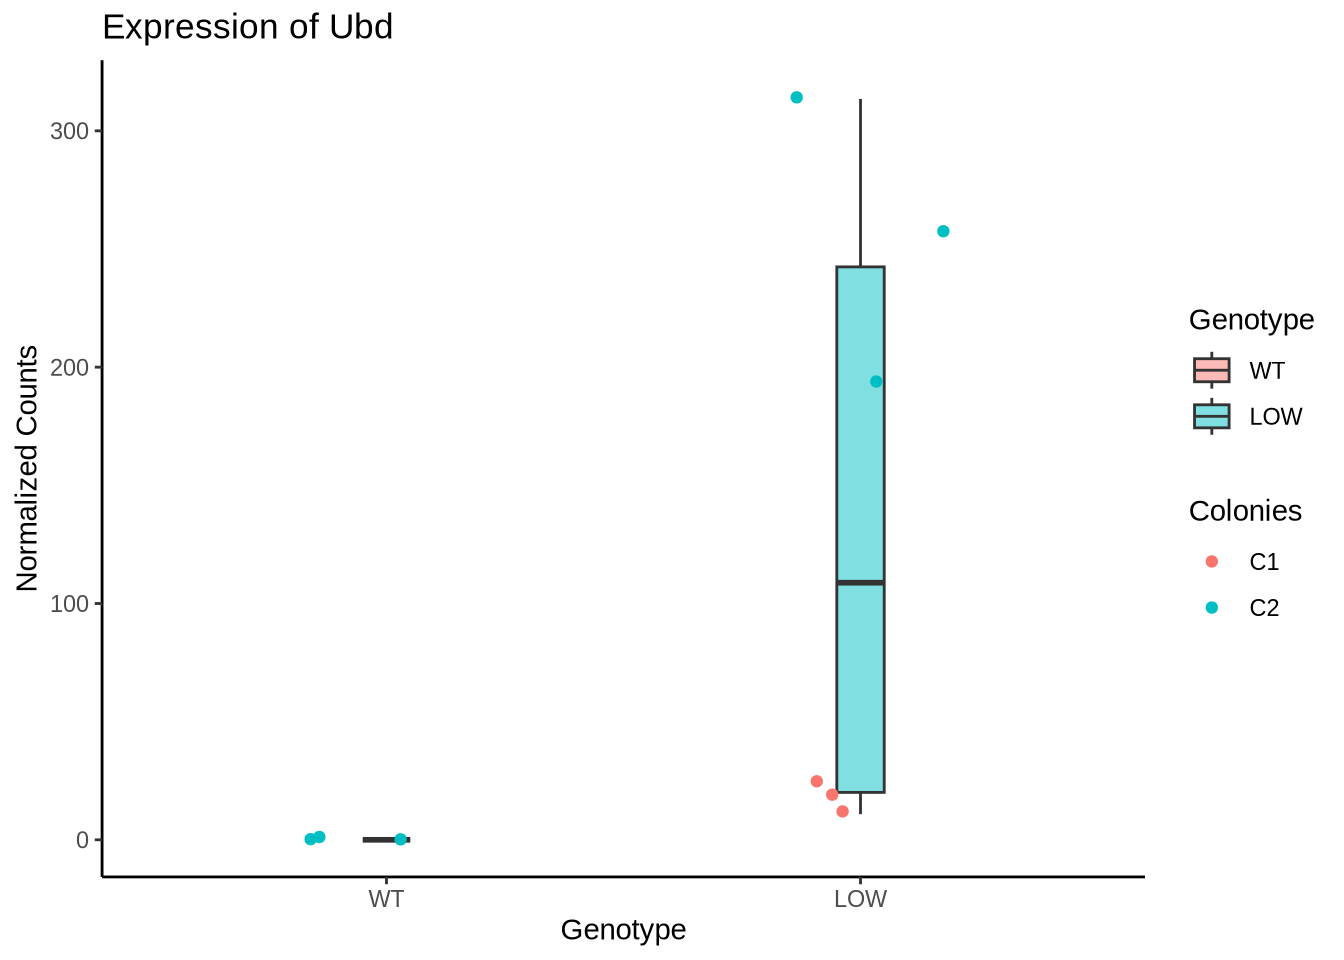 Expression of Ubd
Normalized Counts
300
200
100
0
WT
LOW
Genotype
Genotype
WT
LOW
Colonies
C1
C2